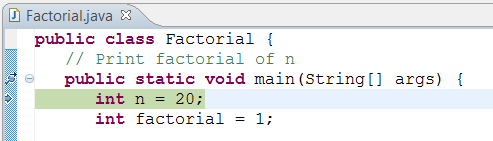 Factorial.java
public class Factorial {
// Print factorial of n
public static void main(String[] args) {
int n = 20;
int factorial = 1;